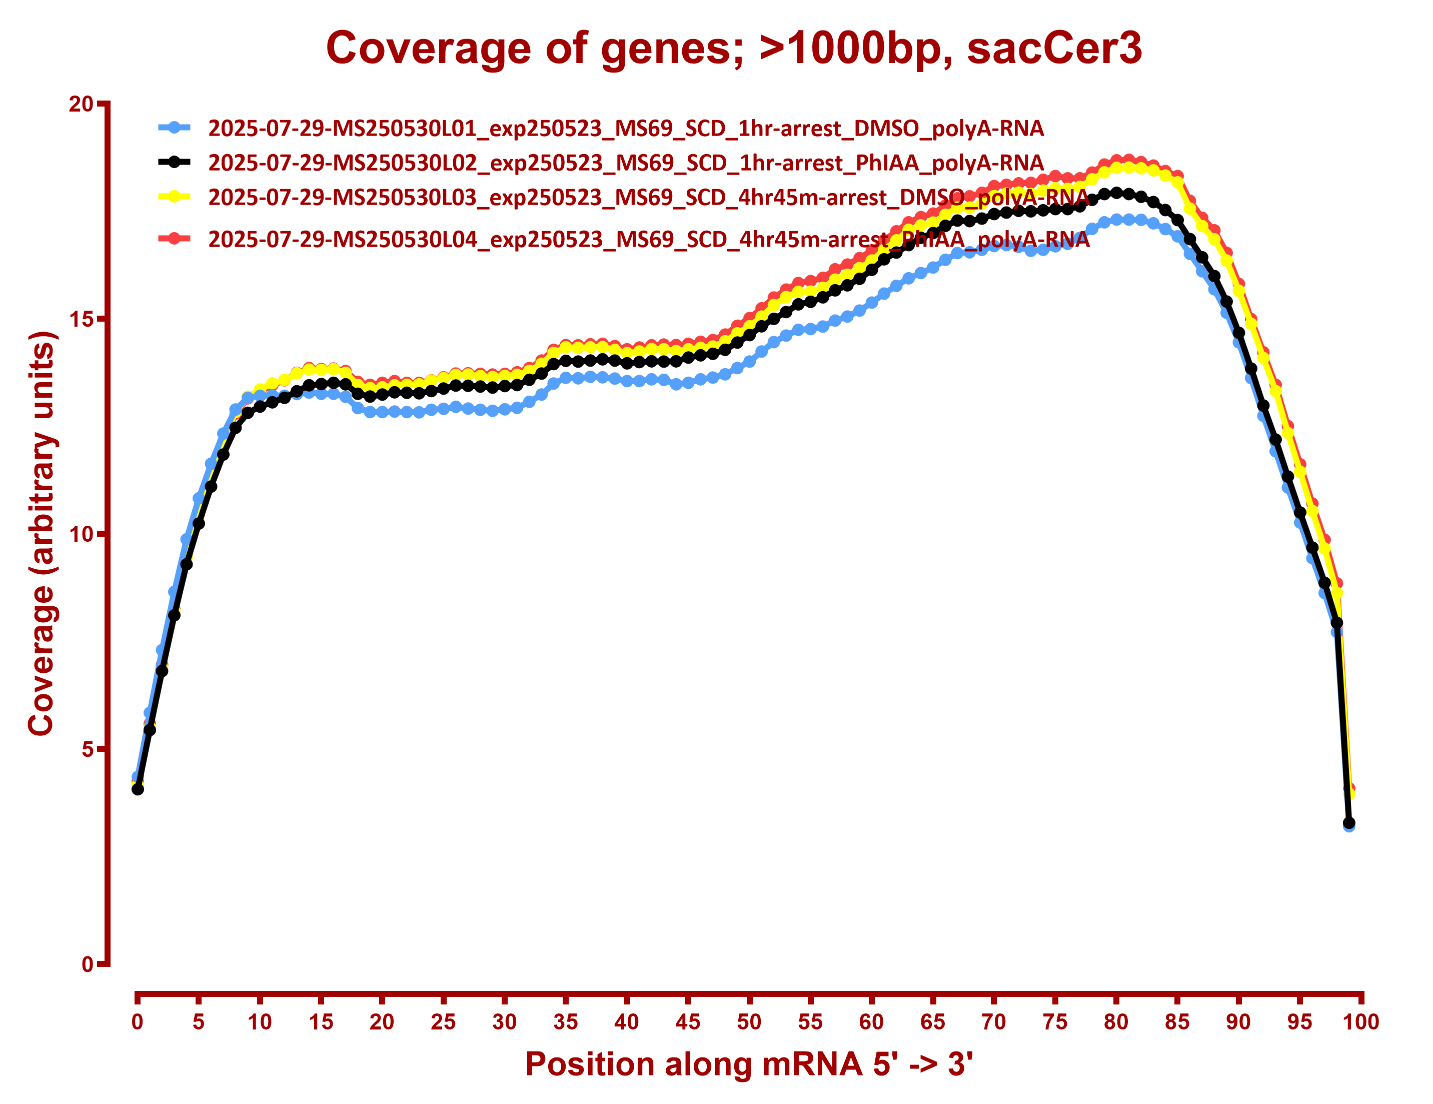 Coverage of genes; >1000bp, sacCer3
20
2025-07-29-MS250530L01_exp250523_MS69_SCD_1hr-arrest_DMSO_polyA-RNA
2025-07-29-MS250530L02_exp250523_MS69_SCD_1hr-arrest_PhIAA_polyA-RNA
2025-07-29-MS250530L03_exp250523_MS69_SCD_4hr45m-arrest_DMSO_polyA-RNA
2025-07-29-MS250530L04_exp250523_MS69_SCD_4hr45m-arrest_PhIAA_polyA-RNA
15
10
5
0
Coverage (arbitrary units)
0 5 10 15 20 25 30 35 40 45 50 55 60 65 70 75 80 85 90 95 100
Position along mRNA 5' -> 3'